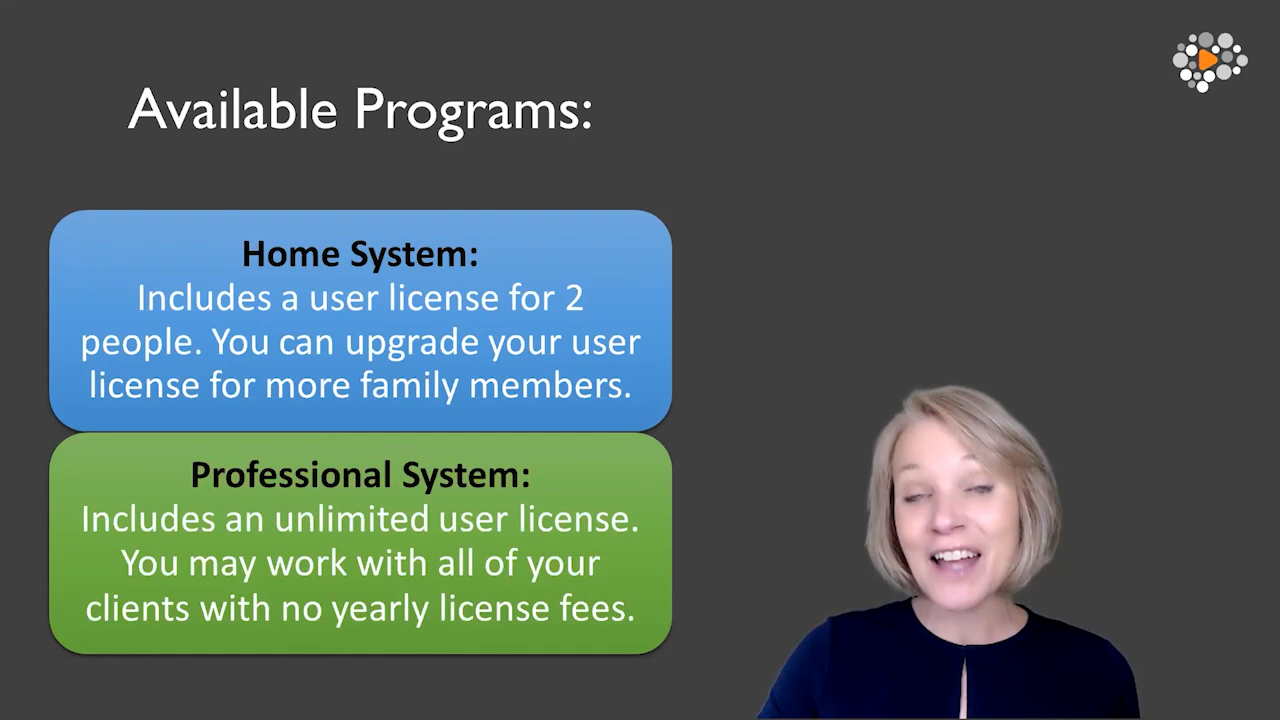 Available Programs:
Home System:
Includes a user license for 2
people. You can upgrade your user
license for more family members.
Professional System:
Includes an unlimited user license.
You may work with all of your
clients with no yearly license fees.